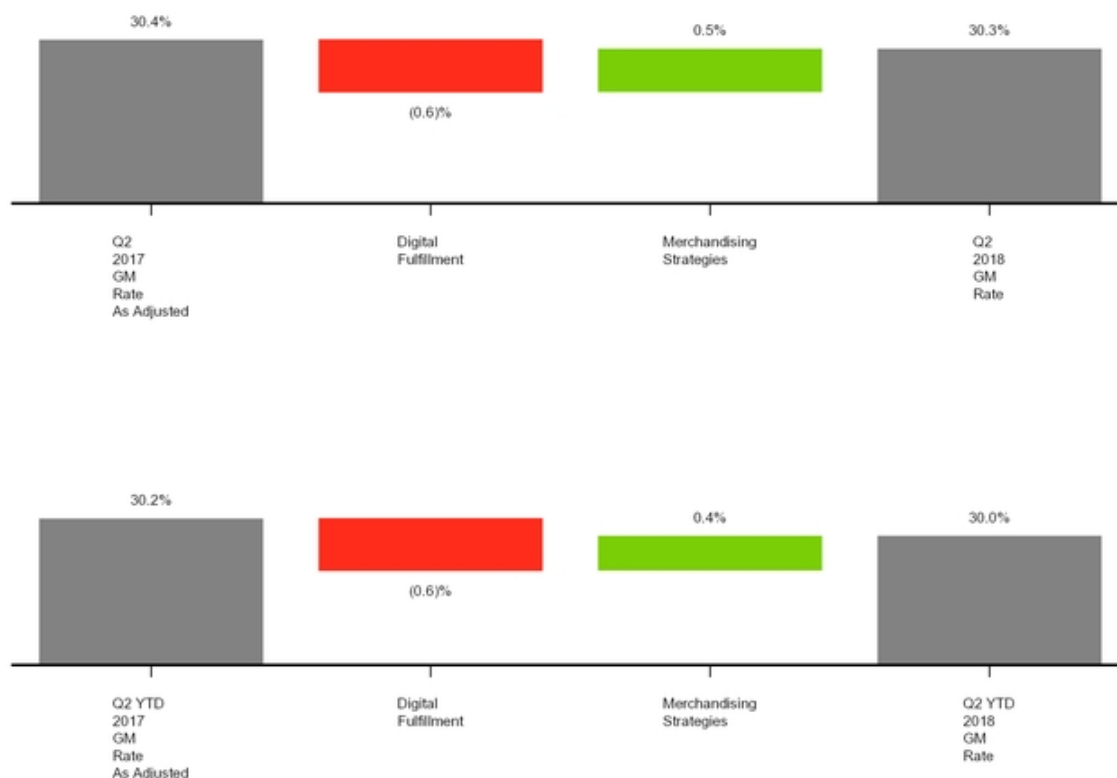 30.4%
0.5%
30.3%
(0.6)%
Q2
2017
GM
Rate
As Adjusted
Digital
Fulfillment
Merchandising
Strategies
Q2
2018
GM
Rate
30.2%
0.4%
30.0%
(0.6)%
Q2 YTD
2017
GM
Rate
As Adjusted
Digital
Fulfillment
Merchandising
Strategies
Q2 YTD
2018
GM
Rate